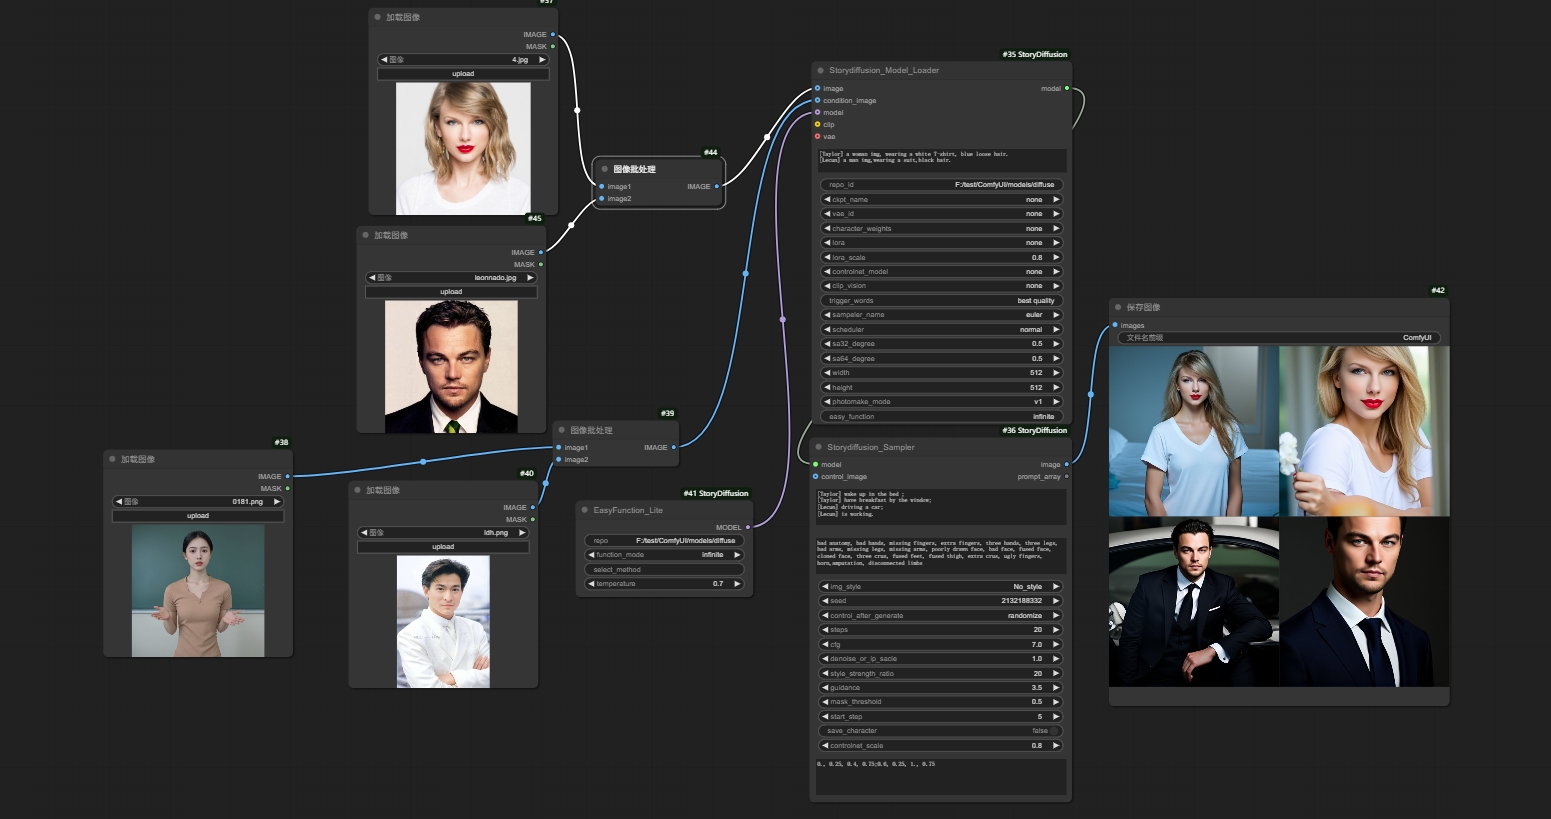 #37
加载图像
IMAGE
MASK
图像 4.jpg
upload
#45
加载图像
IMAGE
MASK
图像 leonnado.jpg
upload
#44
图像批处理
image1 IMAGE
image2
#38
加载图像
IMAGE
MASK
图像 0181.png
upload
#40
加载图像
IMAGE
MASK
图像 ldh.png
upload
#39
图像批处理
image1 IMAGE
image2
#41 StoryDiffusion
EasyFunction_Lite
MODEL
repo F:/test/ComfyUI/models/diffuse
function_mode infinite
select_method
temperature 0.7
#35 StoryDiffusion
Storydiffusion_Model_Loader
image model
condition_image
model
clip
vae
[Taylor] a woman img, wearing a white T-shirt, blue loose hair.
[Lecun] a man img,wearing a suit,black hair.
repo_id F:/test/ComfyUI/models/diffuse
ckpt_name none
vae_id none
character_weights none
lora none
lora_scale 0.8
controlnet_model none
clip_vision none
trigger_words best quality
sampeler_name euler
scheduler normal
sa32_degree 0.5
sa64_degree 0.5
width 512
height 512
photomake_mode v1
easy_function infinite
#36 StoryDiffusion
Storydiffusion_Sampler
model image
control_image prompt_array
[Taylor] wake up in the bed ;
[Taylor] have breakfast by the window;
[Lecun] driving a car;
[Lecun] is working.
bad anatomy, bad hands, missing fingers, extra fingers, three hands, three legs,
bad arms, missing legs, missing arms, poorly drawn face, bad face, fused face,
cloned face, three crus, fused feet, fused thigh, extra crus, ugly fingers,
horn,amputation, disconnected limbs
img_style No_style
seed 2132188332
control_after_generate randomize
steps 20
cfg 7.0
denoise_or_ip_sacle 1.0
style_strength_ratio 20
guidance 3.5
mask_threshold 0.5
start_step 5
save_character false
controlnet_scale 0.8
0., 0.25, 0.4, 0.75;0.6, 0.25, 1., 0.75
#42
保存图像
images
文件名前缀 ComfyUI